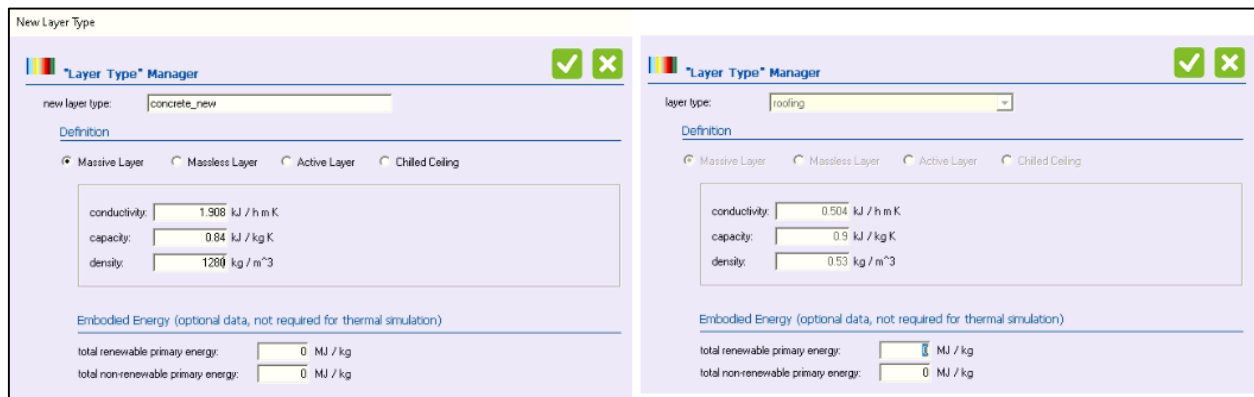 New Layer Type
"Layer Type" Manager
new layer type: concrete_new
Definition
Massive Layer Massless Layer Active Layer Chilled Ceiling
conductivity: 1.908 kJ / h m K
capacity: 0.84 kJ / kg K
density: 1280 kg / m^3
Embodied Energy (optional data, not required for thermal simulation)
total renewable primary energy: 0 MJ / kg
total non-renewable primary energy: 0 MJ / kg
"Layer Type" Manager
layer type: roofing
Definition
Massive Layer Massless Layer Active Layer Chilled Ceiling
conductivity: 0.504 kJ / h m K
capacity: 0.9 kJ / kg K
density: 0.53 kg / m^3
Embodied Energy (optional data, not required for thermal simulation)
total renewable primary energy: 0 MJ / kg
total non-renewable primary energy: 0 MJ / kg